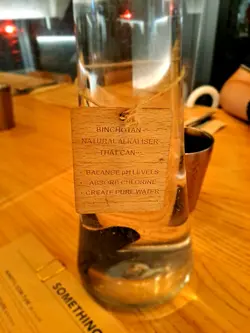 BINCHOTAN
NATURAL ALKALISER
THAT CAN~
· BALANCE pH LEVELS
· ABSORB CHLORINE
· CREATE PURE WATER
SOMETHING